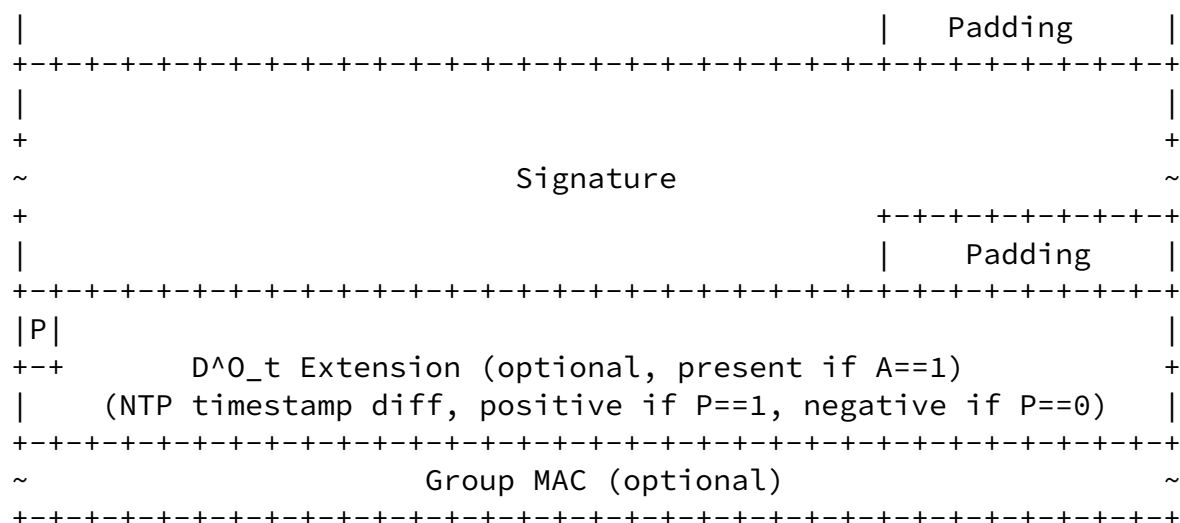 |                                               |   Padding     |
+-+-+-+-+-+-+-+-+-+-+-+-+-+-+-+-+-+-+-+-+-+-+-+-+-+-+-+-+-+-+-+-+
|                                                               |
+                                                               +
~                           Signature                           ~
+                                               +-+-+-+-+-+-+-+-+
|                                               |    Padding    |
+-+-+-+-+-+-+-+-+-+-+-+-+-+-+-+-+-+-+-+-+-+-+-+-+-+-+-+-+-+-+-+-+
|P|                                                             |
+-+       D^O_t Extension (optional, present if A==1)           +
|    (NTP timestamp diff, positive if P==1, negative if P==0)   |
+-+-+-+-+-+-+-+-+-+-+-+-+-+-+-+-+-+-+-+-+-+-+-+-+-+-+-+-+-+-+-+-+
~                      Group MAC (optional)                     ~
+-+-+-+-+-+-+-+-+-+-+-+-+-+-+-+-+-+-+-+-+-+-+-+-+-+-+-+-+-+-+-+-+